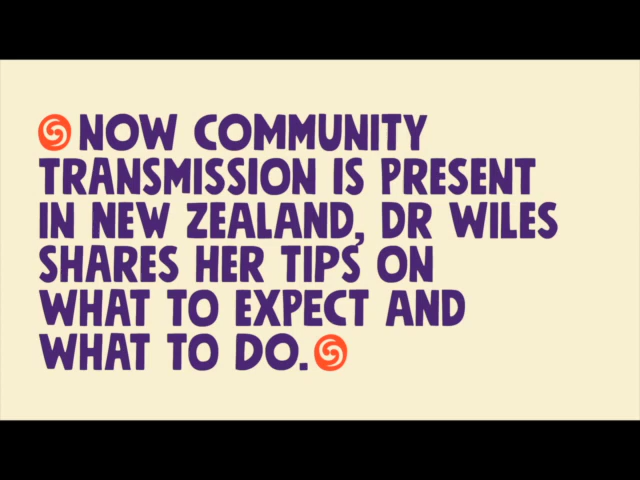 NOW COMMUNITY
TRANSMISSION IS PRESENT
IN NEW ZEALAND, DR WILES
SHARES HER TIPS ON
WHAT TO EXPECT AND
WHAT TO DO.